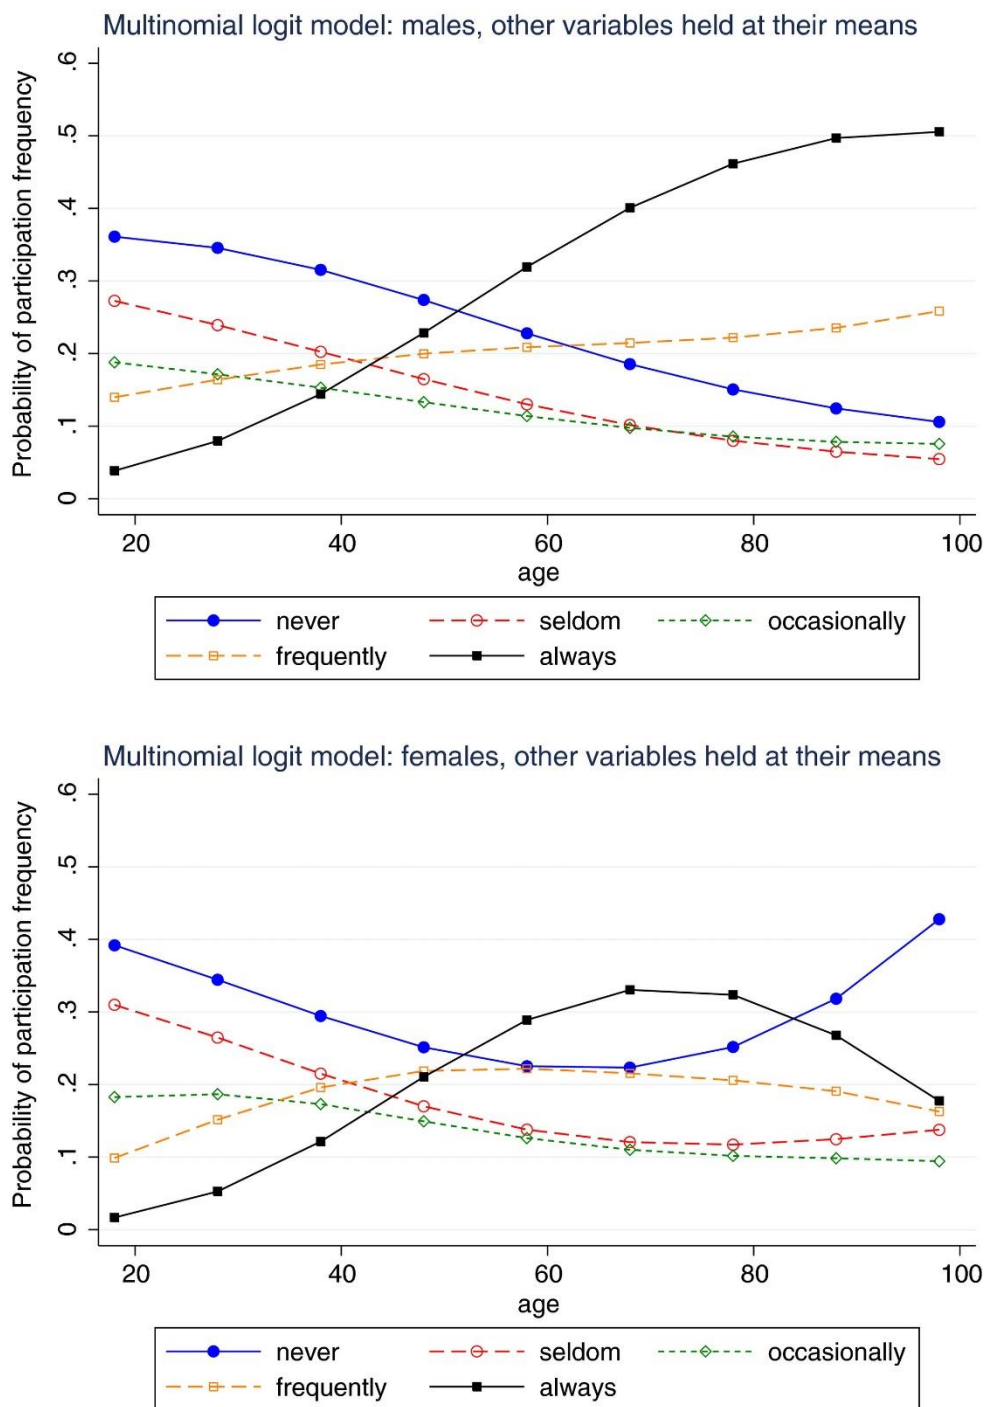 Multinomial logit model: males, other variables held at their means
Probability of participation frequency
.6
.5
.4
.3
.2
.1
0
20 40 60 80 100
age
never seldom occasionally
frequently always
Multinomial logit model: females, other variables held at their means
Probability of participation frequency
.6
.5
.4
.3
.2
.1
0
20 40 60 80 100
age
never seldom occasionally
frequently always